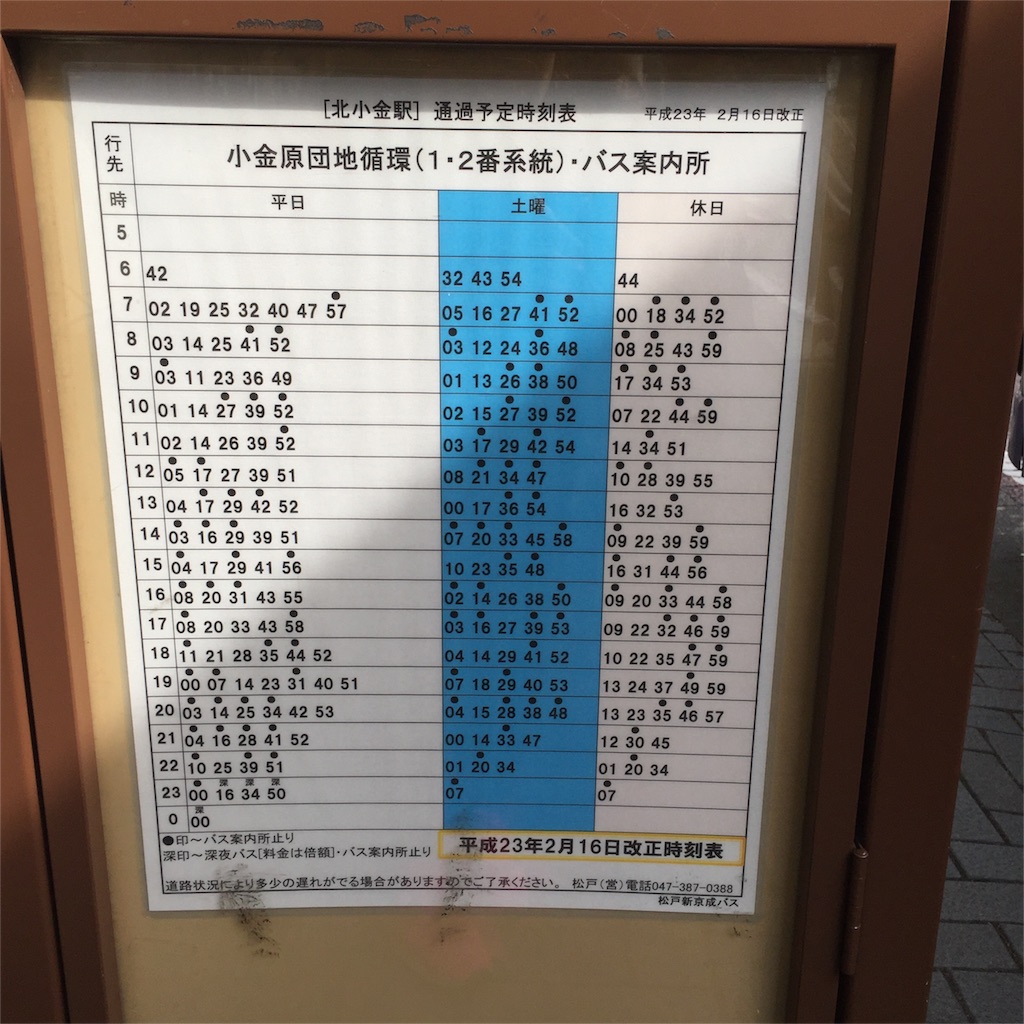 ［北小金駅］ 通過予定時刻表 平成23年 2月16日改正
行先 小金原団地循環（1・2番系統）・バス案内所
時 平日 土曜 休日
5
6 42 32 43 54 44
7 02 19 25 32 40 47 ●57 05 16 27 ●41 ●52 00 ●18 ●34 ●52
8 03 14 25 ●41 ●52 ●03 12 24 ●36 48 ●08 ●25 43 ●59
9 ●03 11 23 36 49 01 13 ●26 ●38 50 ●17 ●34 ●53
10 01 14 ●27 ●39 ●52 02 15 ●27 39 ●52 07 22 ●44 ●59
11 02 14 26 39 ●52 03 ●17 29 ●42 54 14 ●34 51
12 ●05 ●17 27 39 51 08 ●21 ●34 ●47 ●10 ●28 39 55
13 04 ●17 ●29 ●42 52 00 17 ●36 ●54 16 32 ●53
14 ●03 ●16 ●29 39 51 ●07 ●20 ●33 45 ●58 ●09 22 39 ●59
15 ●04 17 ●29 41 ●56 10 23 ●35 ●48 ●16 31 ●44 ●56
16 ●08 ●20 ●31 43 55 ●02 ●14 26 38 ●50 ●09 20 ●33 44 ●58
17 ●08 20 33 43 ●58 ●03 ●16 27 ●39 ●53 09 22 ●32 ●46 ●59
18 ●11 21 28 ●35 ●44 52 04 14 29 ●41 52 10 22 35 ●47 ●59
19 ●00 ●07 14 23 ●31 40 51 ●07 18 ●29 40 53 13 24 37 ●49 59
20 ●03 ●14 ●25 ●34 42 53 ●04 15 ●28 ●38 ●48 13 23 ●35 ●46 57
21 ●04 ●16 ●28 ●41 52 00 14 ●33 47 12 ●30 45
22 ●10 25 ●39 ●51 01 ●20 34 01 ●20 34
23 ●00 深16 深34 深50 ●07 ●07
0 深00
●印～バス案内所止り
深印～深夜バス［料金は倍額］・バス案内所止り
平成23年2月16日改正時刻表
道路状況により多少の遅れがでる場合がありますのでご了承ください。 松戸（営）電話047-387-0388
松戸新京成バス